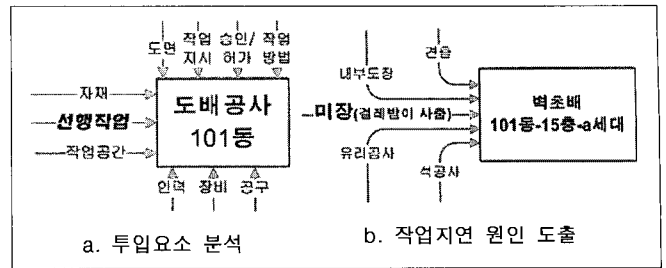 도면
작업
지시
승인/
허가
작업
방법
자재
선행작업
작업공간
도배공사
101동
인력
장비
공구
a. 투입요소 분석
견출
내부도장
미장(걸레받이 사춤)
유리공사
석공사
벽초배
101동-15층-a세대
b. 작업지연 원인 도출